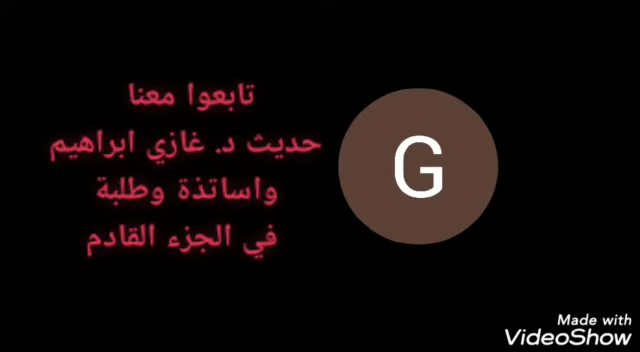 تابعوا معنا
حديث د. غازي ابراهيم
واساتذة وطلبة
في الجزء القادم
G
Made with
VideoShow